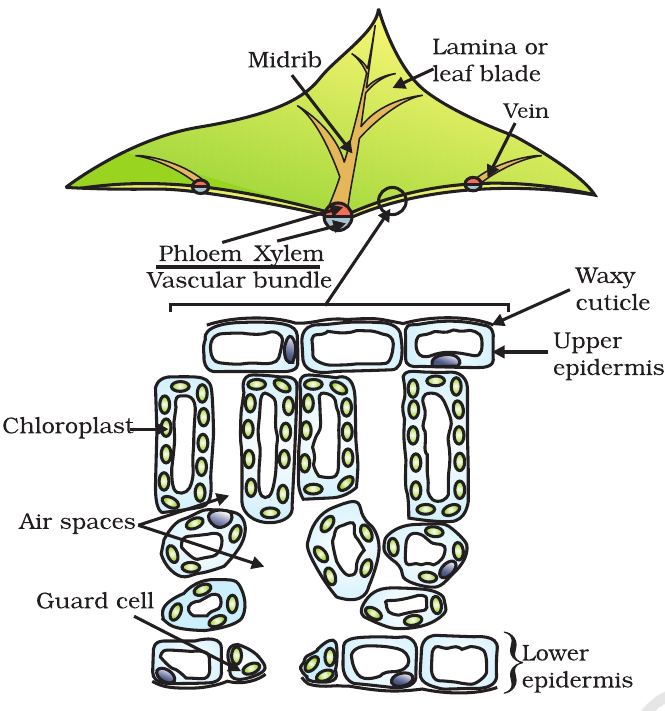 Midrib
Lamina or
leaf blade
Vein
Phloem Xylem
Vascular bundle
Waxy
cuticle
Upper
epidermis
Chloroplast
Air spaces
Guard cell
Lower
epidermis